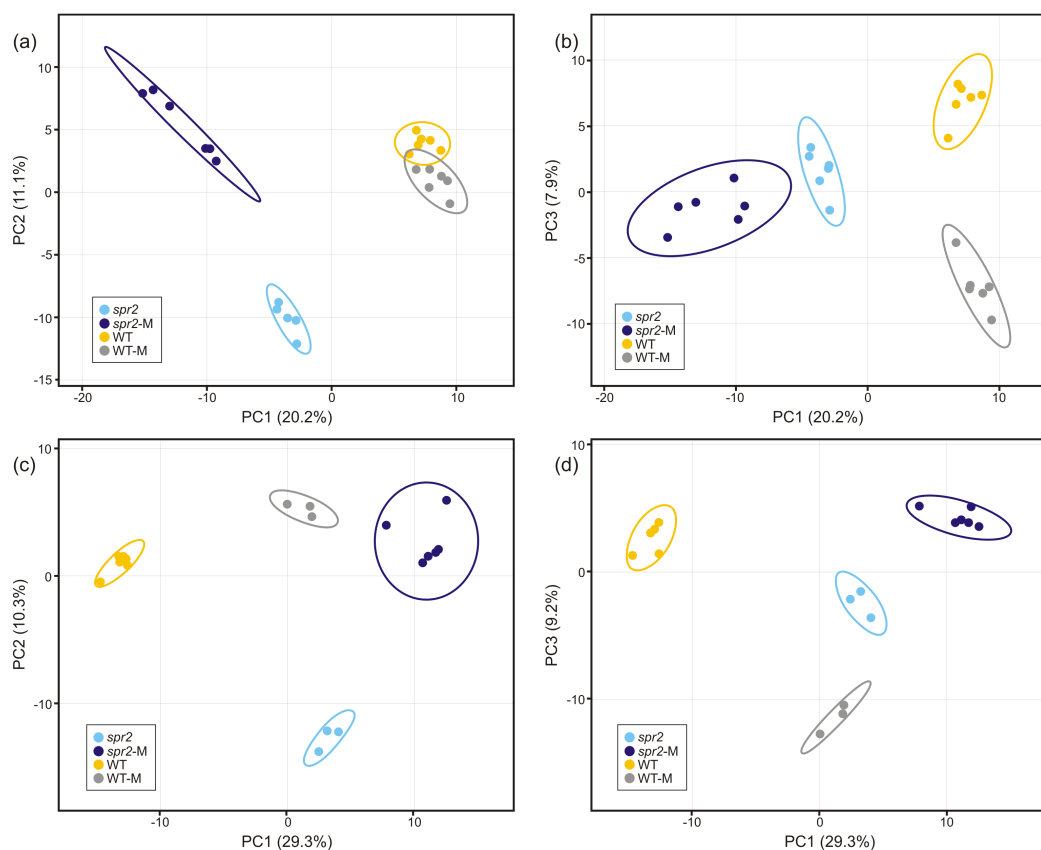 (a)
10
5
0
-5
-10
-15
PC2 (11.1%)
spr2
spr2-M
WT
WT-M
-20
-10
0
10
PC1 (20.2%)
(b)
10
5
0
-5
-10
PC3 (7.9%)
spr2
spr2-M
WT
WT-M
-20
-10
0
10
PC1 (20.2%)
(c)
10
0
-10
PC2 (10.3%)
spr2
spr2-M
WT
WT-M
-10
0
10
PC1 (29.3%)
(d)
10
0
-10
PC3 (9.2%)
spr2
spr2-M
WT
WT-M
-10
0
10
PC1 (29.3%)